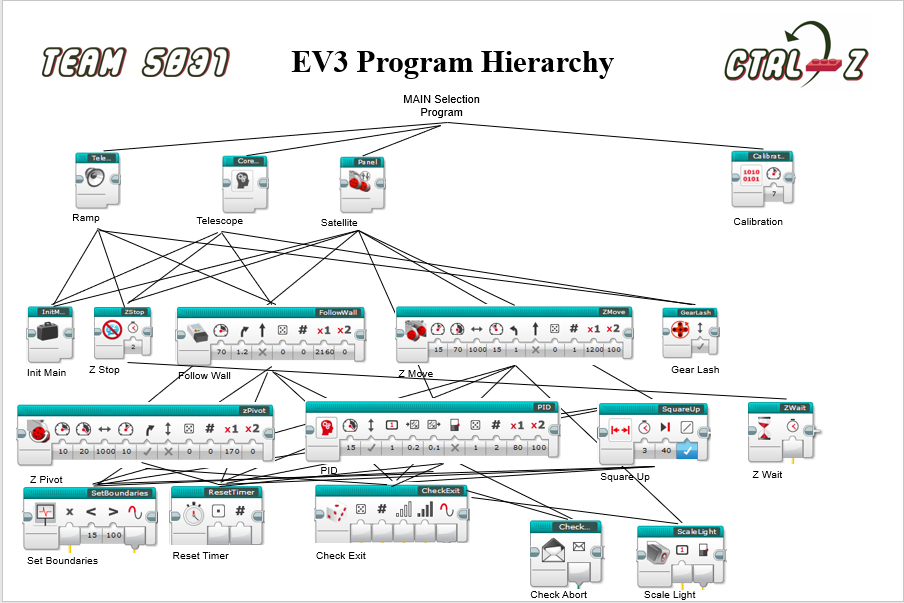 TEAM 5031
EV3 Program Hierarchy
CTRL Z
MAIN Selection
Program
Tele...
Core...
Panel
Calibrat...
1010
0101
7
Ramp
Telescope
Satellite
Calibration
InitM...
ZStop
FollowWall
ZMove
GearLash
# x1 x2
# x1 x2
2
70 1.2 0 0 2160 0
15 70 1000 15 1 0 1 1200 100
Init Main
Z Stop
Follow Wall
Z Move
Gear Lash
zPivot
PID
SquareUp
ZWait
# x1 x2
1
# x1 x2
10 20 1000 10 0 0 170 0
15 1 0.2 0.1 1 2 80 100
3 40
Z Pivot
PID
Square Up
Z Wait
SetBoundaries
ResetTimer
CheckExit
x < >
#
#
15 100
Set Boundaries
Reset Timer
Check Exit
Check...
ScaleLight
1
Check Abort
Scale Light